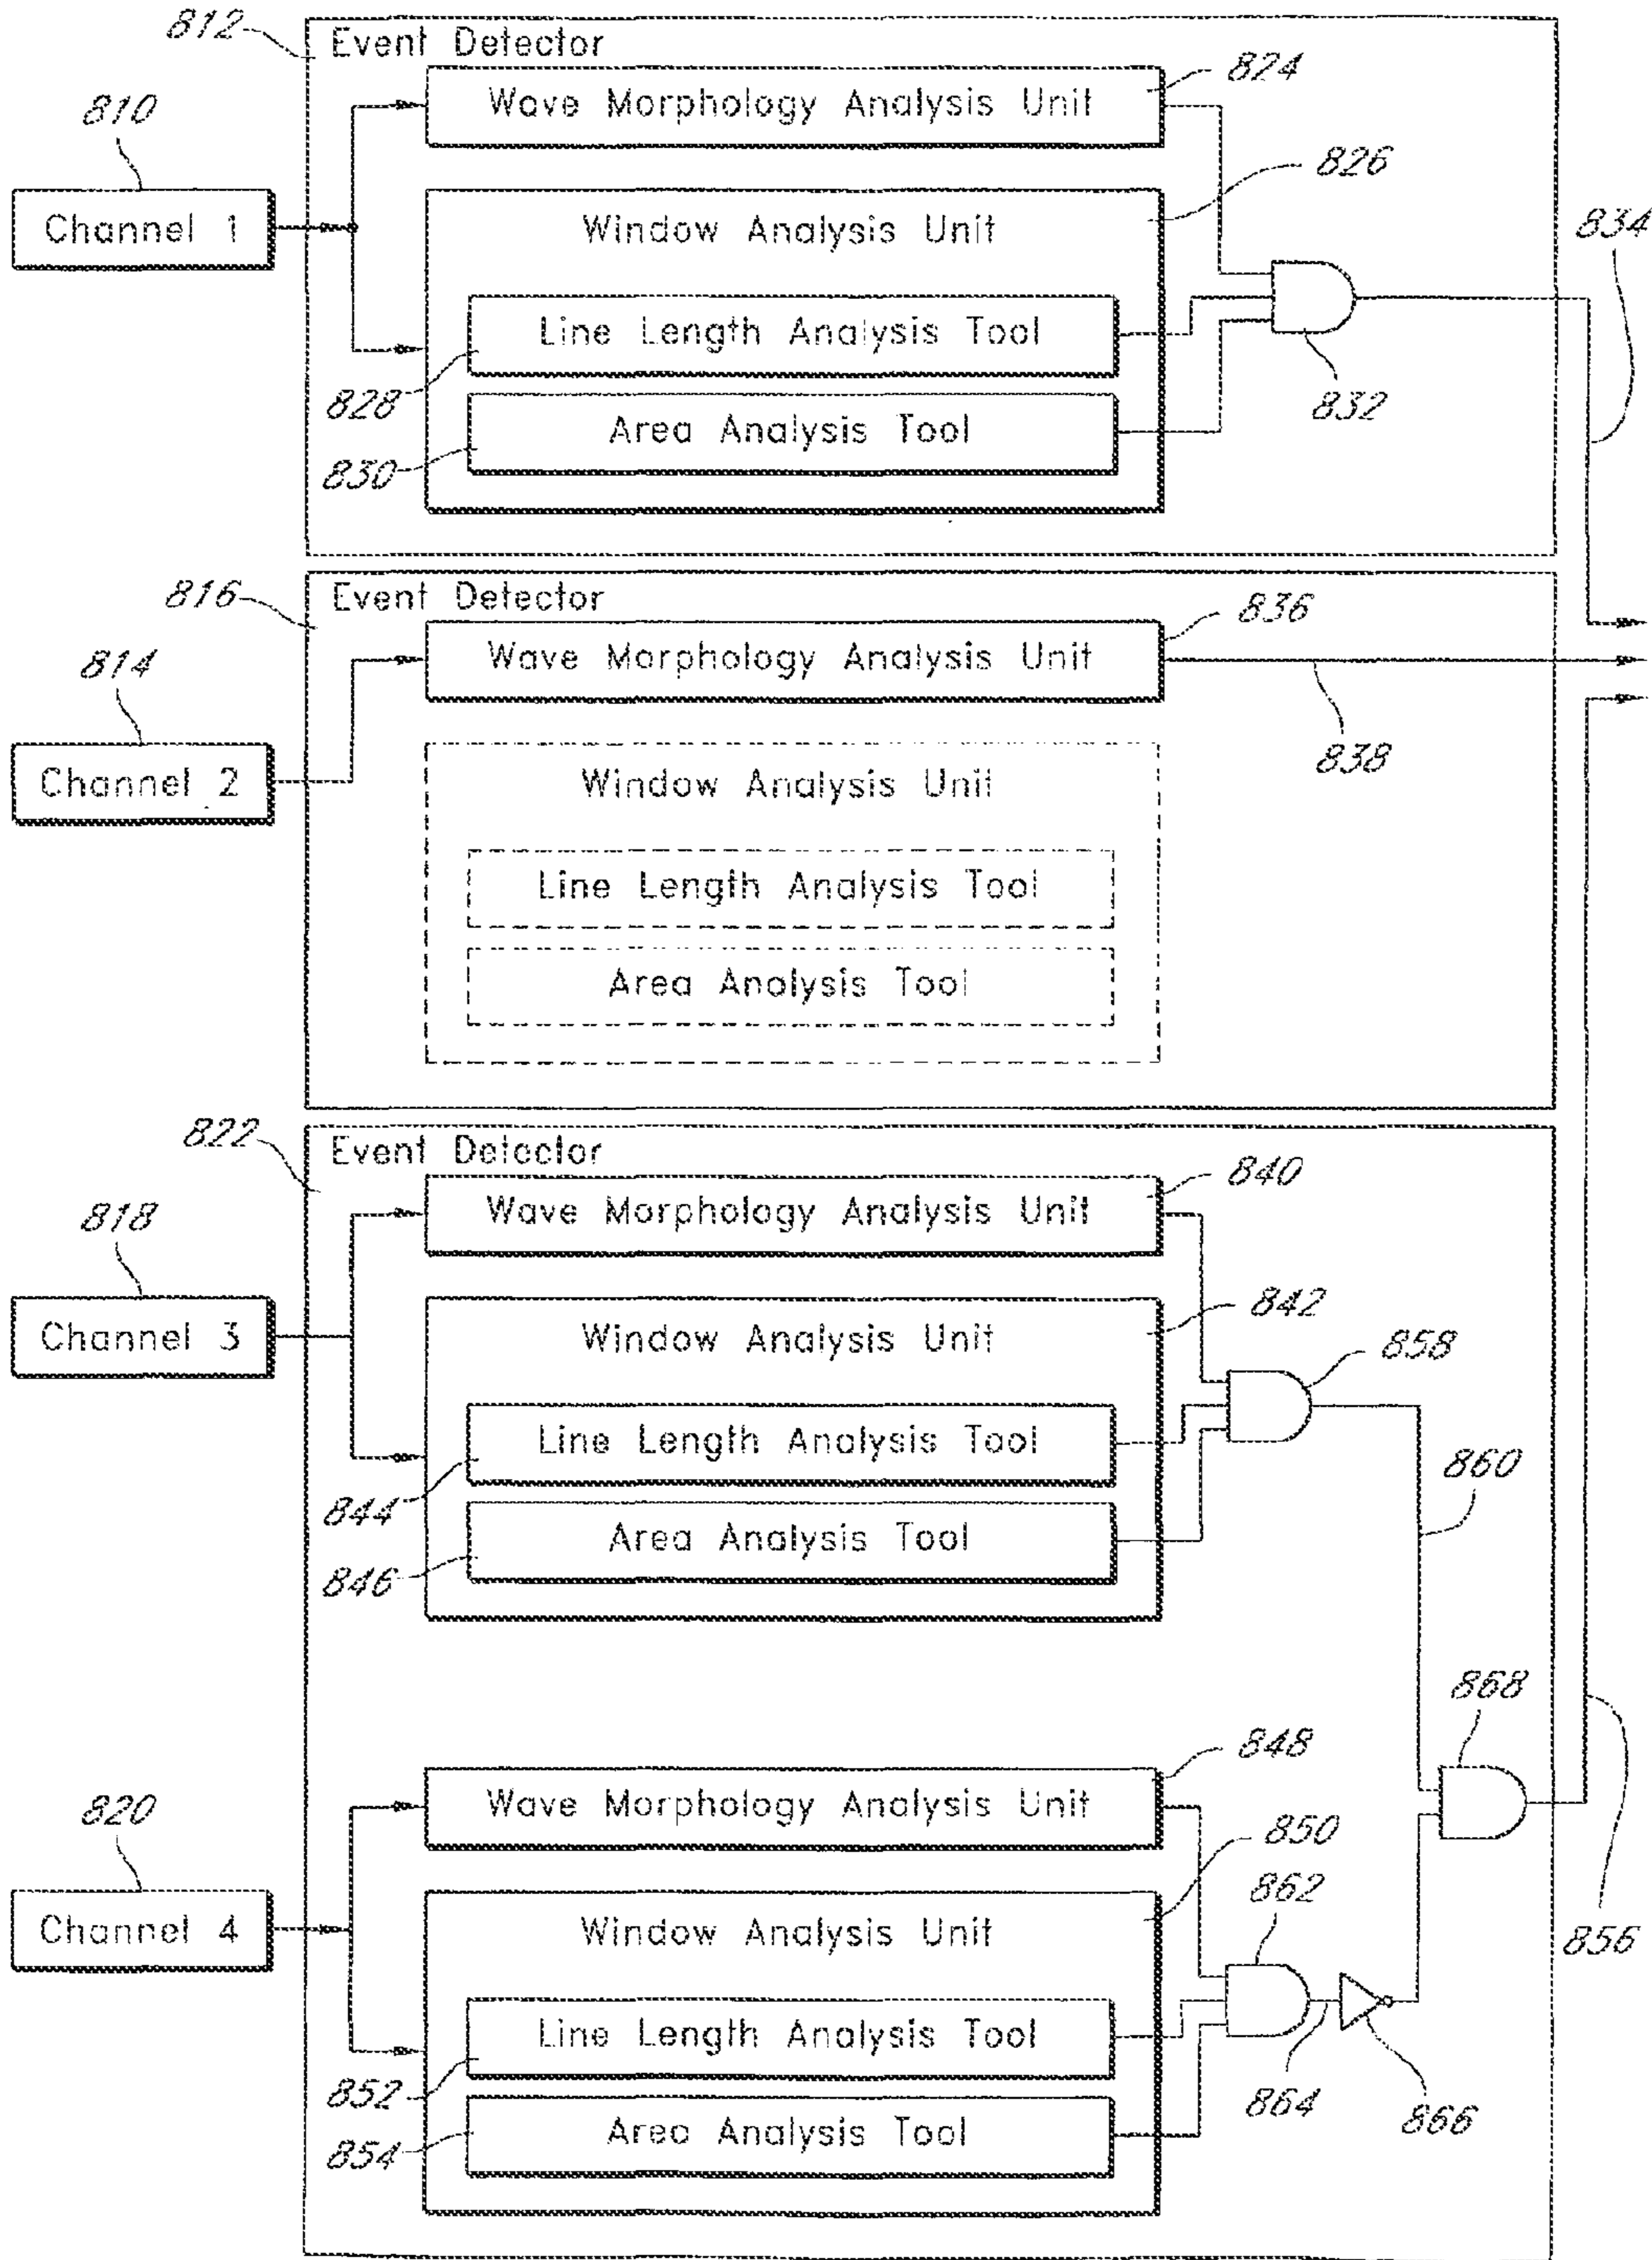 812
Event Detector
824
Wave Morphology Analysis Unit
810
826
Channel 1
Window Analysis Unit
834
Line Length Analysis Tool
828
832
Area Analysis Tool
830
816
Event Detector
836
Wave Morphology Analysis Unit
814
838
Channel 2
Window Analysis Unit
Line Length Analysis Tool
Area Analysis Tool
822
Event Detector
840
Wave Morphology Analysis Unit
818
842
Channel 3
Window Analysis Unit
858
Line Length Analysis Tool
860
844
Area Analysis Tool
846
868
848
Wave Morphology Analysis Unit
820
850
862
Channel 4
Window Analysis Unit
856
Line Length Analysis Tool
852
864
866
Area Analysis Tool
854